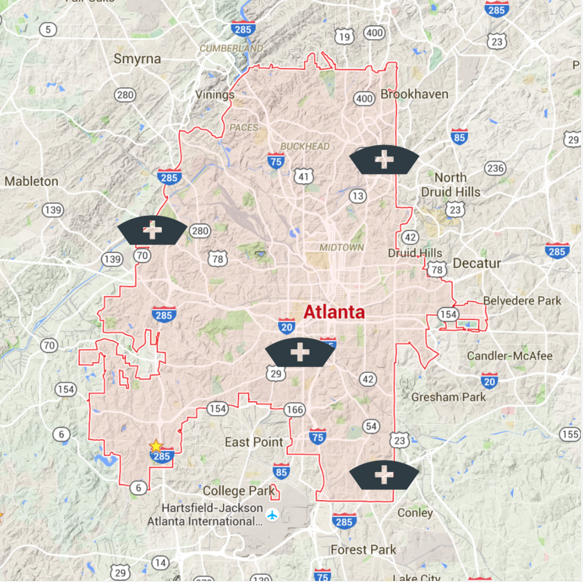 285
5
19
400
23
Smyrna
CUMBERLAND
280
Vinings
400
Brookhaven
PACES
BUCKHEAD
85
29
75
41
285
North
Druid Hills
236
Mableton
13
139
23
280
42
MIDTOWN
Druid Hills
285
139
70
78
78
Decatur
Belvedere Park
285
154
Atlanta
20
70
Candler-McAfee
29
42
20
154
Gresham Park
154
166
54
6
East Point
75
23
155
285
85
6
College Park
Hartsfield-Jackson
Atlanta International...
285
Conley
Forest Park
14
29
75
Lake City